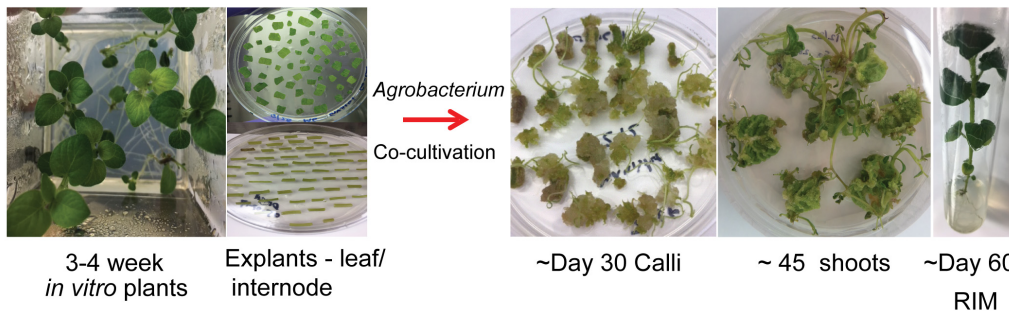 Agrobacterium
Co-cultivation
3-4 week
in vitro plants
Explants - leaf/
internode
~Day 30 Calli
~ 45 shoots
~Day 60
RIM